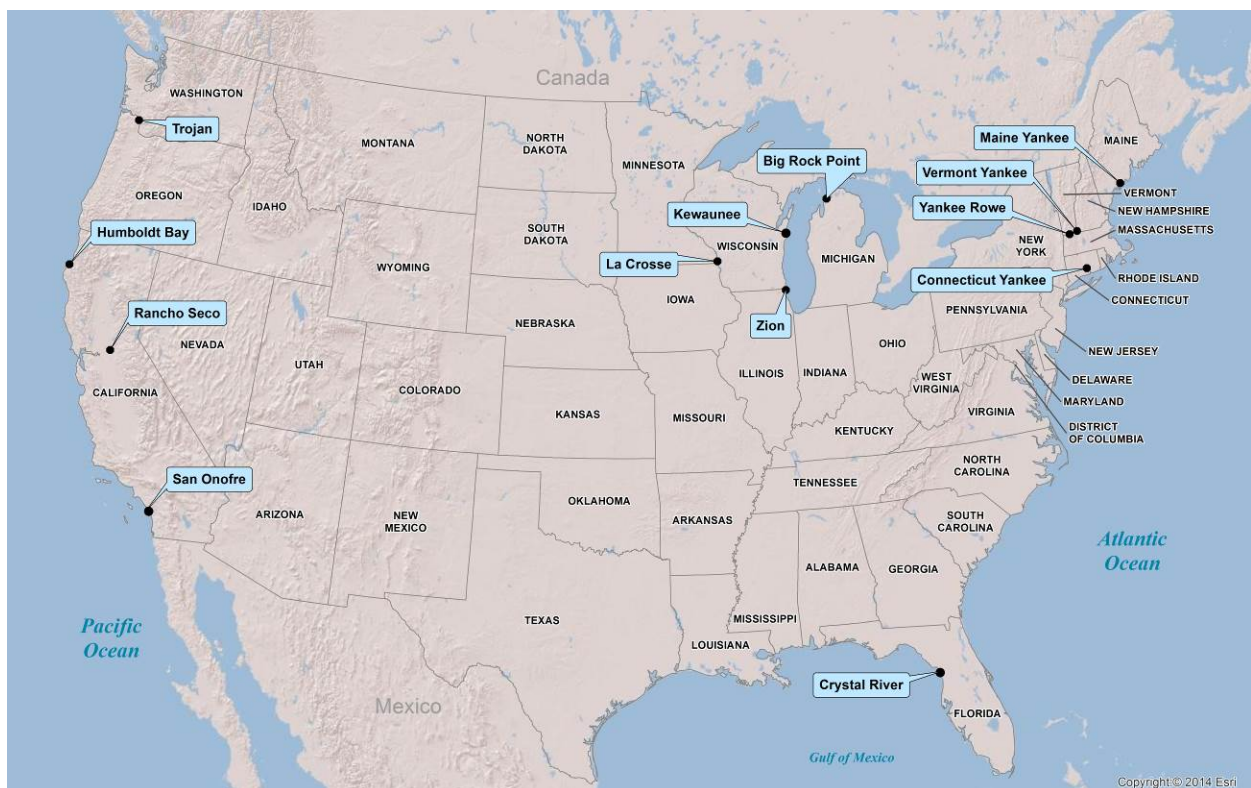 Canada
WASHINGTON
Trojan
MONTANA
NORTH
DAKOTA
MINNESOTA
Big Rock Point
Maine Yankee
MAINE
Vermont Yankee
OREGON
IDAHO
VERMONT
Yankee Rowe
NEW HAMPSHIRE
Kewaunee
SOUTH
DAKOTA
Humboldt Bay
WISCONSIN
MICHIGAN
NEW
YORK
MASSACHUSETTS
WYOMING
La Crosse
Connecticut Yankee
RHODE ISLAND
IOWA
CONNECTICUT
Rancho Seco
PENNSYLVANIA
NEBRASKA
Zion
NEVADA
OHIO
NEW JERSEY
UTAH
ILLINOIS
INDIANA
WEST
VIRGINIA
DELAWARE
CALIFORNIA
COLORADO
MARYLAND
KANSAS
MISSOURI
VIRGINIA
KENTUCKY
DISTRICT
OF COLUMBIA
NORTH
CAROLINA
San Onofre
TENNESSEE
OKLAHOMA
ARIZONA
NEW
MEXICO
ARKANSAS
SOUTH
CAROLINA
Atlantic
Ocean
ALABAMA
GEORGIA
Pacific
Ocean
TEXAS
MISSISSIPPI
LOUISIANA
Crystal River
Mexico
FLORIDA
Gulf of Mexico
Copyright:© 2014 Esri